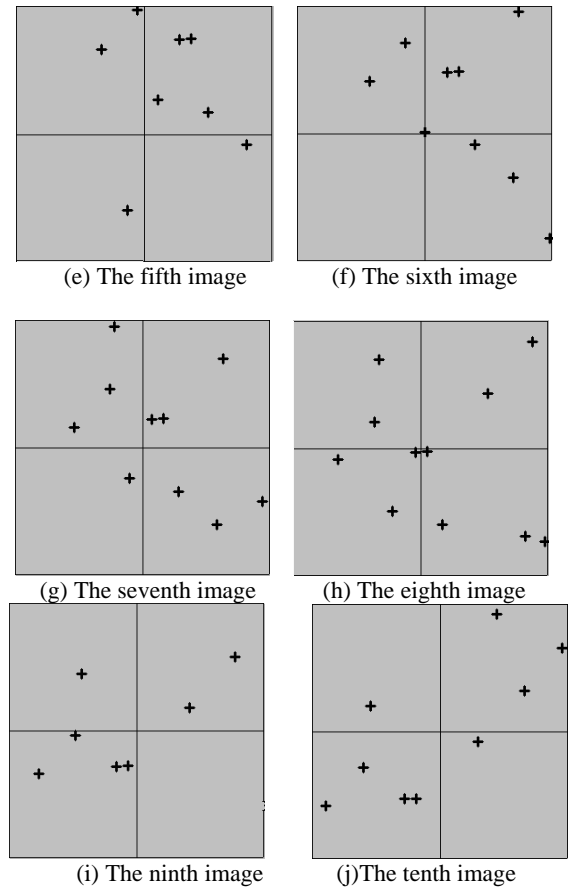 (e) The fifth image
(f) The sixth image
(g) The seventh image
(h) The eighth image
(i) The ninth image
(j)The tenth image